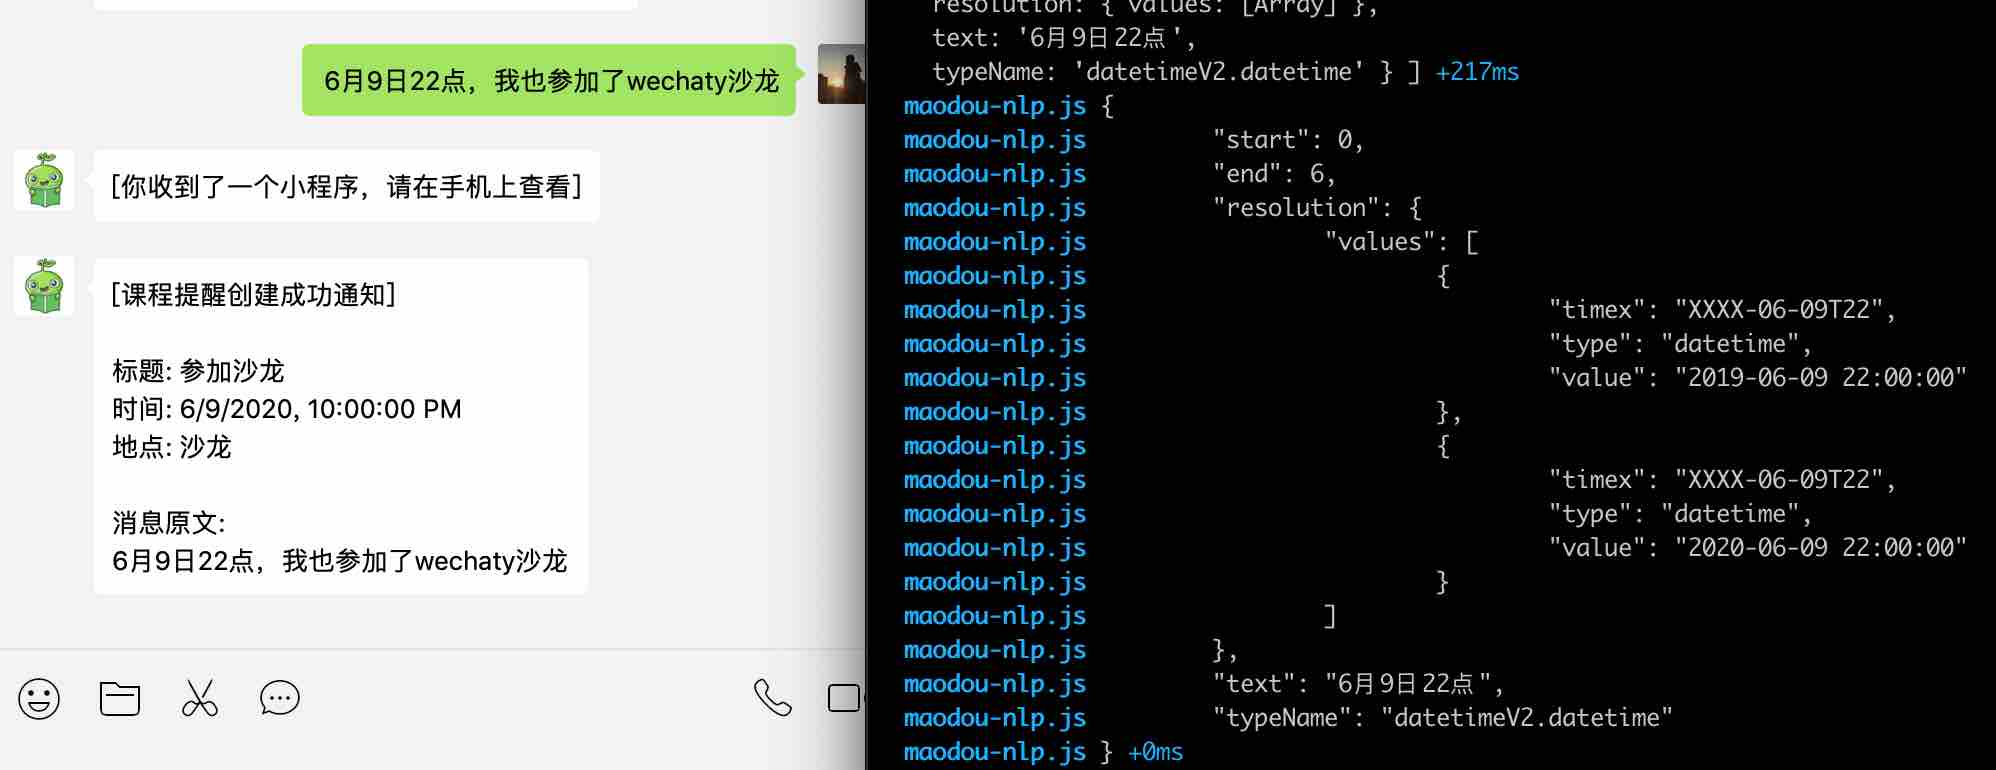 6月9日22点，我也参加了wechaty沙龙
[你收到了一个小程序，请在手机上查看]
[课程提醒创建成功通知]
标题: 参加沙龙
时间: 6/9/2020, 10:00:00 PM
地点: 沙龙
消息原文:
6月9日22点，我也参加了wechaty沙龙
resolution: { values: [Array] },
text: '6月9日22点',
typeName: 'datetimeV2.datetime' } ] +217ms
maodou-nlp.js {
maodou-nlp.js "start": 0,
maodou-nlp.js "end": 6,
maodou-nlp.js "resolution": {
maodou-nlp.js "values": [
maodou-nlp.js {
maodou-nlp.js "timex": "XXXX-06-09T22",
maodou-nlp.js "type": "datetime",
maodou-nlp.js "value": "2019-06-09 22:00:00"
maodou-nlp.js },
maodou-nlp.js {
maodou-nlp.js "timex": "XXXX-06-09T22",
maodou-nlp.js "type": "datetime",
maodou-nlp.js "value": "2020-06-09 22:00:00"
maodou-nlp.js }
maodou-nlp.js ]
maodou-nlp.js },
maodou-nlp.js "text": "6月9日22点",
maodou-nlp.js "typeName": "datetimeV2.datetime"
maodou-nlp.js } +0ms